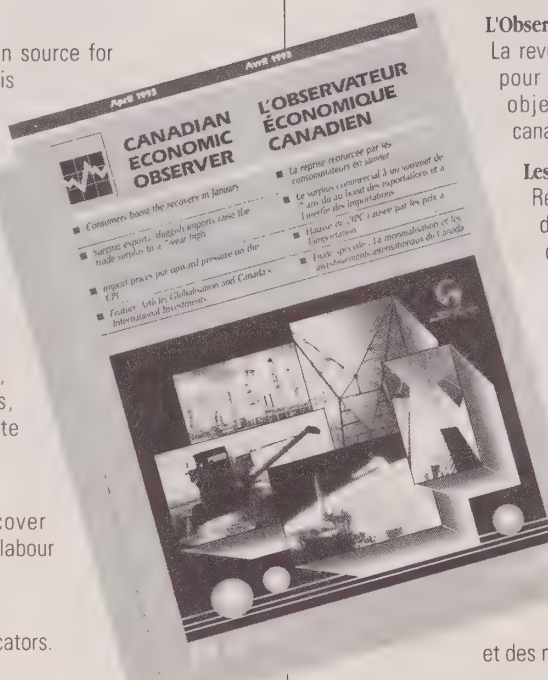 n source for
is
s,
te
cover
labour
cators.
April 1993
Avril 1993
CANADIAN
ECONOMIC
OBSERVER
L'OBSERVATEUR
ÉCONOMIQUE
CANADIEN
■ Consumers boost the recovery in January
■ Surging exports, sluggish imports raise the
trade surplus to a 7-year high
■ Import prices put upward pressure on the
CPI
■ Feature Articles Globalisation and Canada's
International Investments
■ La reprise renforcée par les
consommateurs en janvier
■ Le surplus commercial à un sommet de
7 ans dû au bond des exportations et à
l'inertie des importations
■ Hausse de l'IPC causée par les prix à
l'importation
■ Étude spéciale : La mondialisation et les
investissements internationaux du Canada
L'Obser
La revu
pour
obje
cana
Les
Re
d
et des n